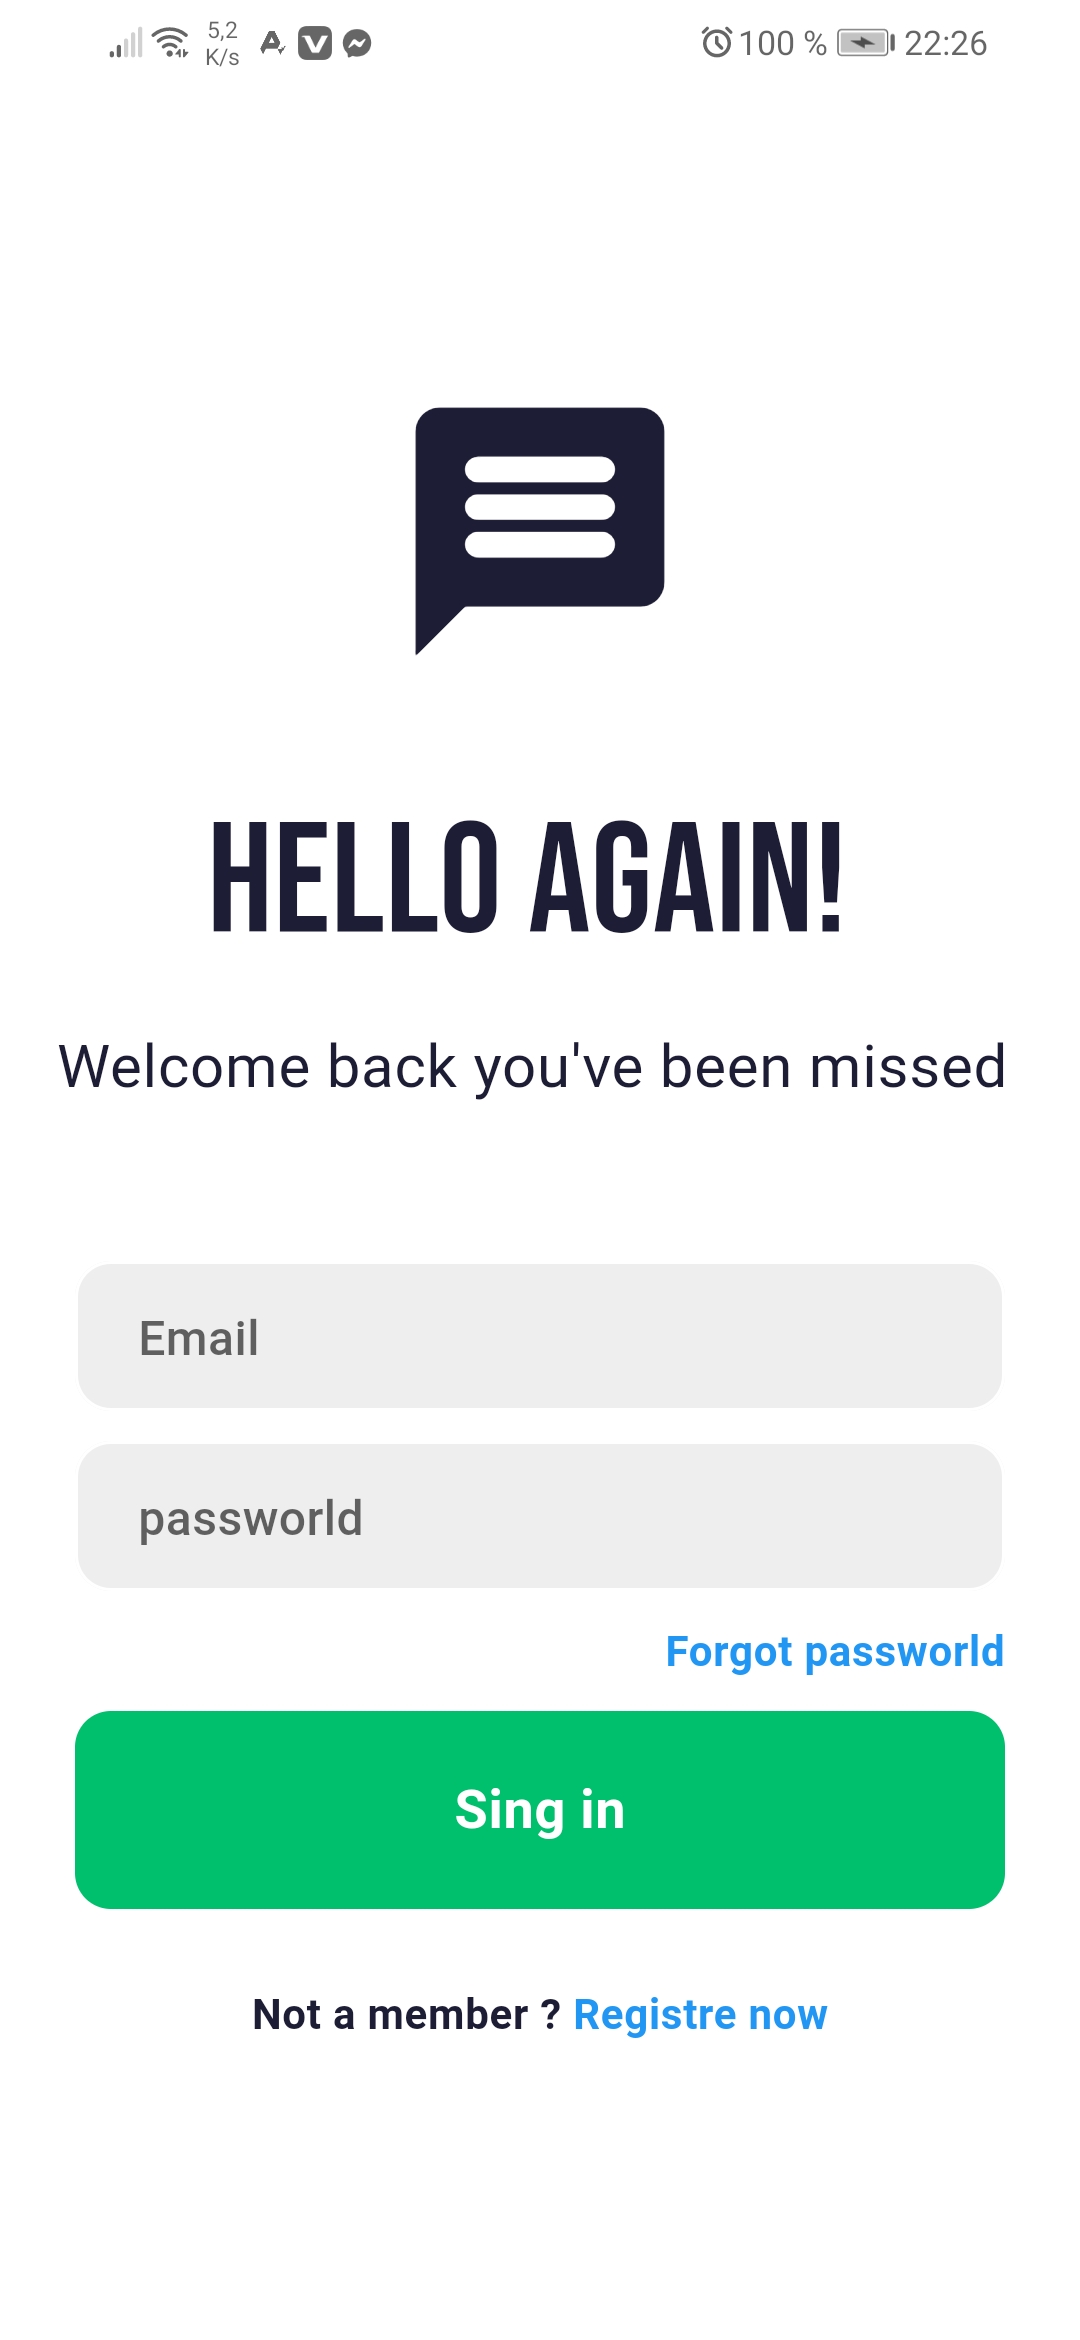 5,2
K/s
100 %
22:26
HELLO AGAIN!
Welcome back you've been missed
Email
passworld
Forgot passworld
Sing in
Not a member ? Registre now